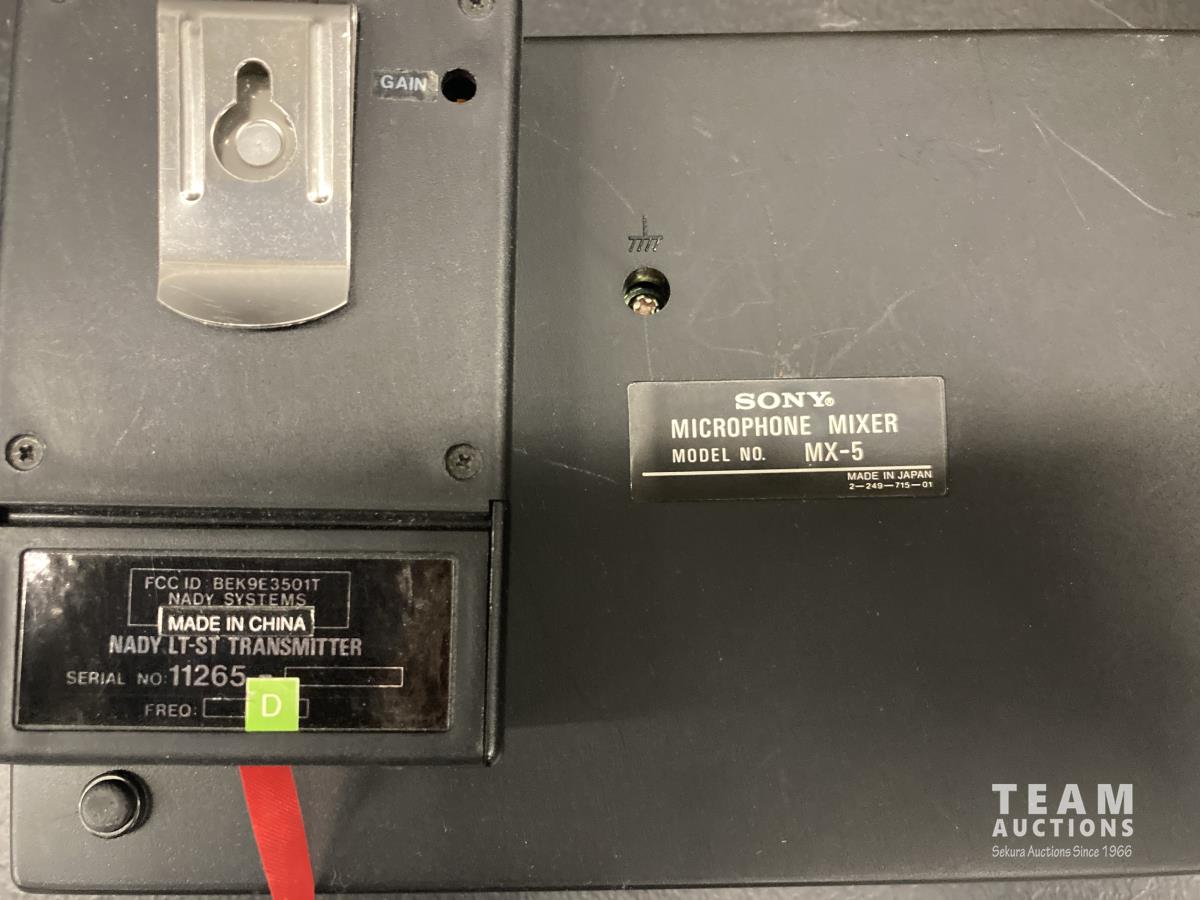 GAIN
SONY®
MICROPHONE MIXER
MODEL NO. MX-5
MADE IN JAPAN
2-249-715-01
FCC ID: BEK9E3501T
NADY SYSTEMS
MADE IN CHINA
NADY LT-ST TRANSMITTER
SERIAL NO: 11265-
FREQ:
D
TEAM
AUCTIONS
Sekura Auctions Since 1966